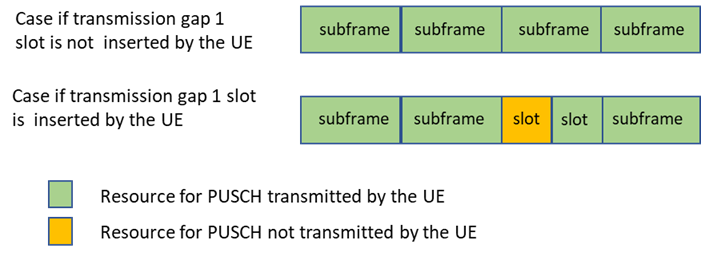 Case if transmission gap 1
slot is not  inserted by the UE
subframe subframe subframe subframe
Case if transmission gap 1 slot
is  inserted by the UE
subframe subframe slot slot subframe
Resource for PUSCH transmitted by the UE
Resource for PUSCH not transmitted by the UE